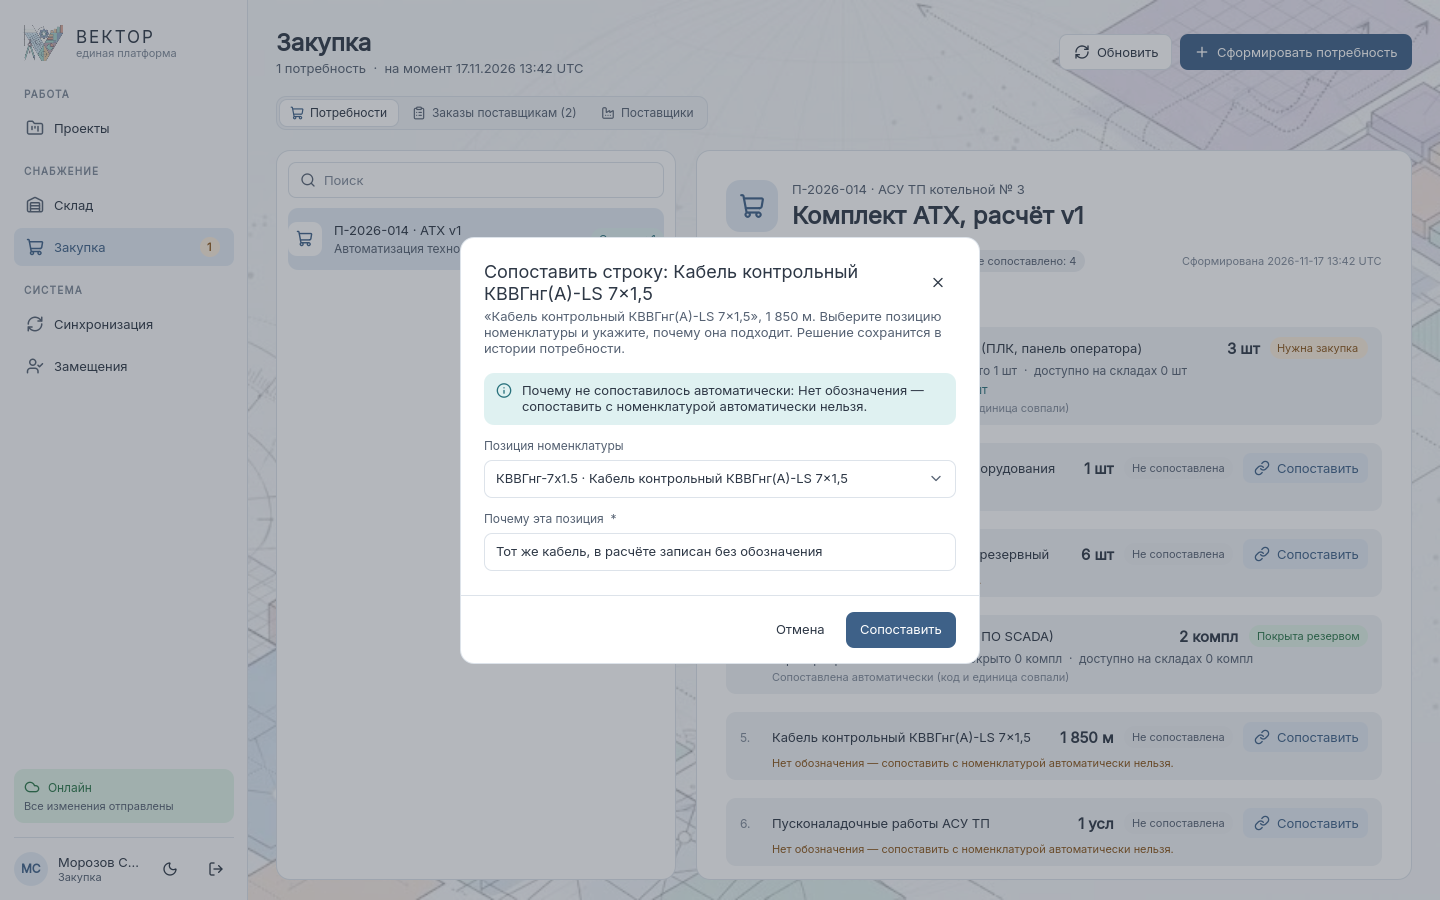 ВЕКТОР
единая платформа
РАБОТА
Проекты
СНАБЖЕНИЕ
Склад
Закупка
1
СИСТЕМА
Синхронизация
Замещения
Онлайн
Все изменения отправлены
МС
Морозов С...
Закупка
Закупка
1 потребность · на момент 17.11.2026 13:42 UTC
Обновить
Сформировать потребность
Потребности
Заказы поставщикам (2)
Поставщики
Поиск
П-2026-014 · АТХ v1
Автоматизация техно
П-2026-014 · АСУ ТП котельной № 3
Комплект АТХ, расчёт v1
е сопоставлено: 4
Сформирована 2026-11-17 13:42 UTC
Сопоставить строку: Кабель контрольный
КВВГнг(А)-LS 7×1,5
«Кабель контрольный КВВГнг(А)-LS 7×1,5», 1 850 м. Выберите позицию
номенклатуры и укажите, почему она подходит. Решение сохранится в
истории потребности.
Почему не сопоставилось автоматически: Нет обозначения —
сопоставить с номенклатурой автоматически нельзя.
Позиция номенклатуры
КВВГнг-7х1.5 · Кабель контрольный КВВГнг(А)-LS 7×1,5
Почему эта позиция *
Тот же кабель, в расчёте записан без обозначения
Отмена
Сопоставить
(ПЛК, панель оператора)
3 шт
Нужна закупка
то 1 шт · доступно на складах 0 шт
шт
единица совпали)
орудования
1 шт
Не сопоставлена
Сопоставить
резервный
6 шт
Не сопоставлена
Сопоставить
ПО SCADA)
2 компл
Покрыта резервом
крыто 0 компл · доступно на складах 0 компл
Сопоставлена автоматически (код и единица совпали)
5.
Кабель контрольный КВВГнг(А)-LS 7×1,5
1 850 м
Не сопоставлена
Сопоставить
Нет обозначения — сопоставить с номенклатурой автоматически нельзя.
6.
Пусконаладочные работы АСУ ТП
1 усл
Не сопоставлена
Сопоставить
Нет обозначения — сопоставить с номенклатурой автоматически нельзя.